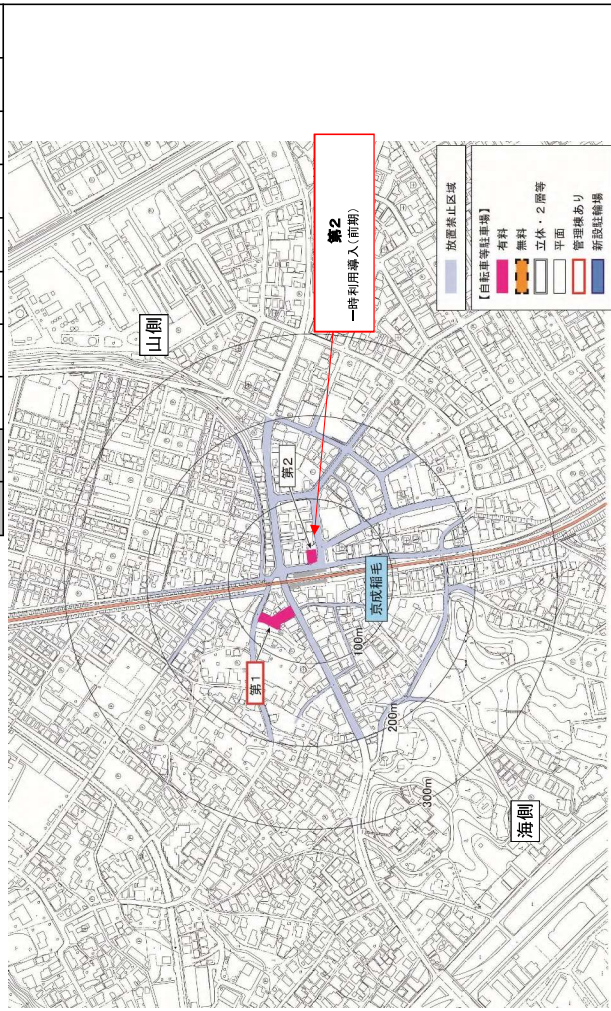 山側
第2
一時利用導入(前期)
第2
第1
京成稲毛
100m
200m
300m
海側
放置禁止区域
【自転車等駐車場】
有料
無料
立体・2層等
平面
管理棟あり
新設駐輪場